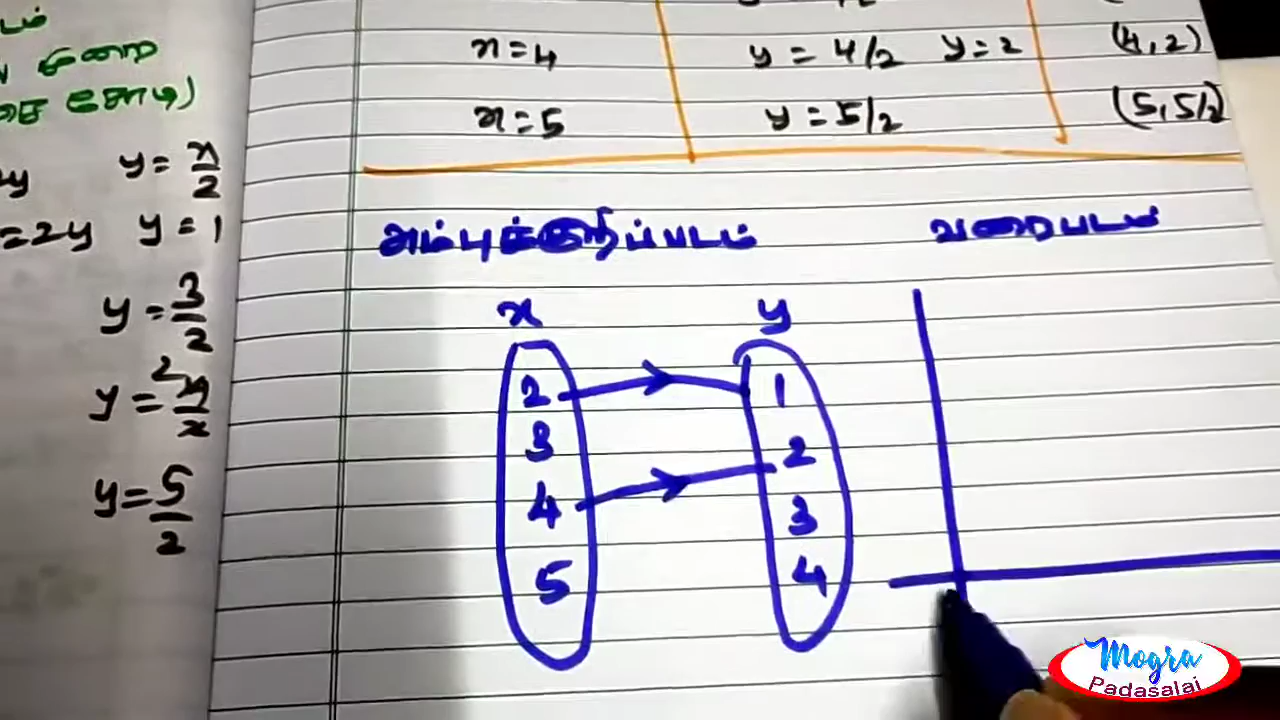 x=4 y = 4/2 y=2 (4,2)
x=5 y = 5/2 (5,5/2)
y = x/2
=2y y = 1
y = 3/2
y = 5/2
அம்புக்குறிப்படம் வரைபடம்
x y
2 1
3 2
4 3
5 4
Mogra
Padasalai